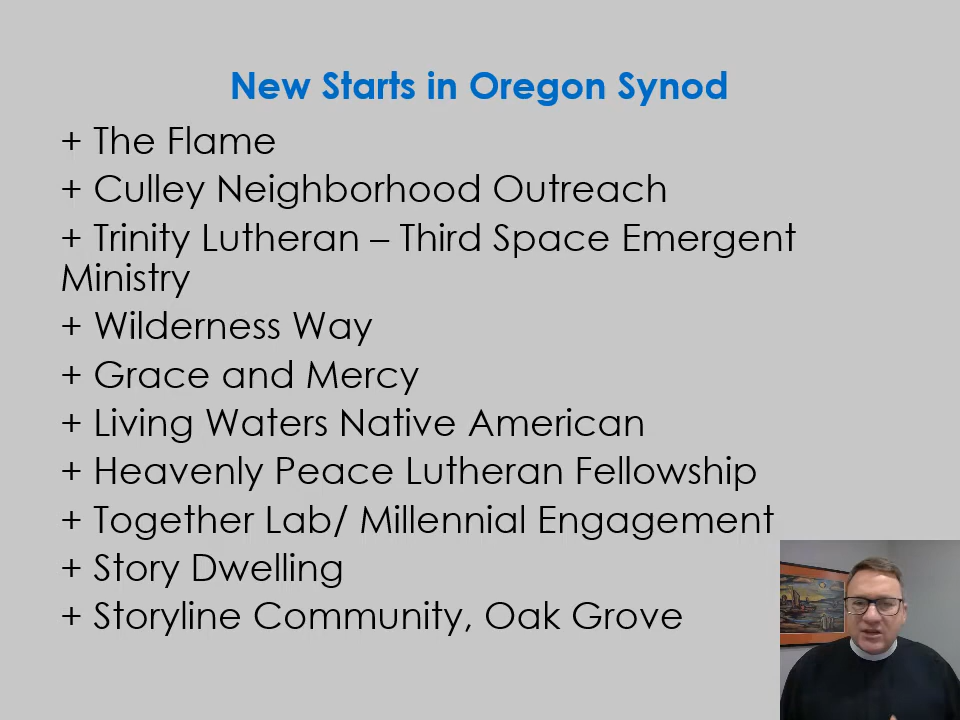 New Starts in Oregon Synod
+ The Flame
+ Culley Neighborhood Outreach
+ Trinity Lutheran – Third Space Emergent
Ministry
+ Wilderness Way
+ Grace and Mercy
+ Living Waters Native American
+ Heavenly Peace Lutheran Fellowship
+ Together Lab/ Millennial Engagement
+ Story Dwelling
+ Storyline Community, Oak Grove